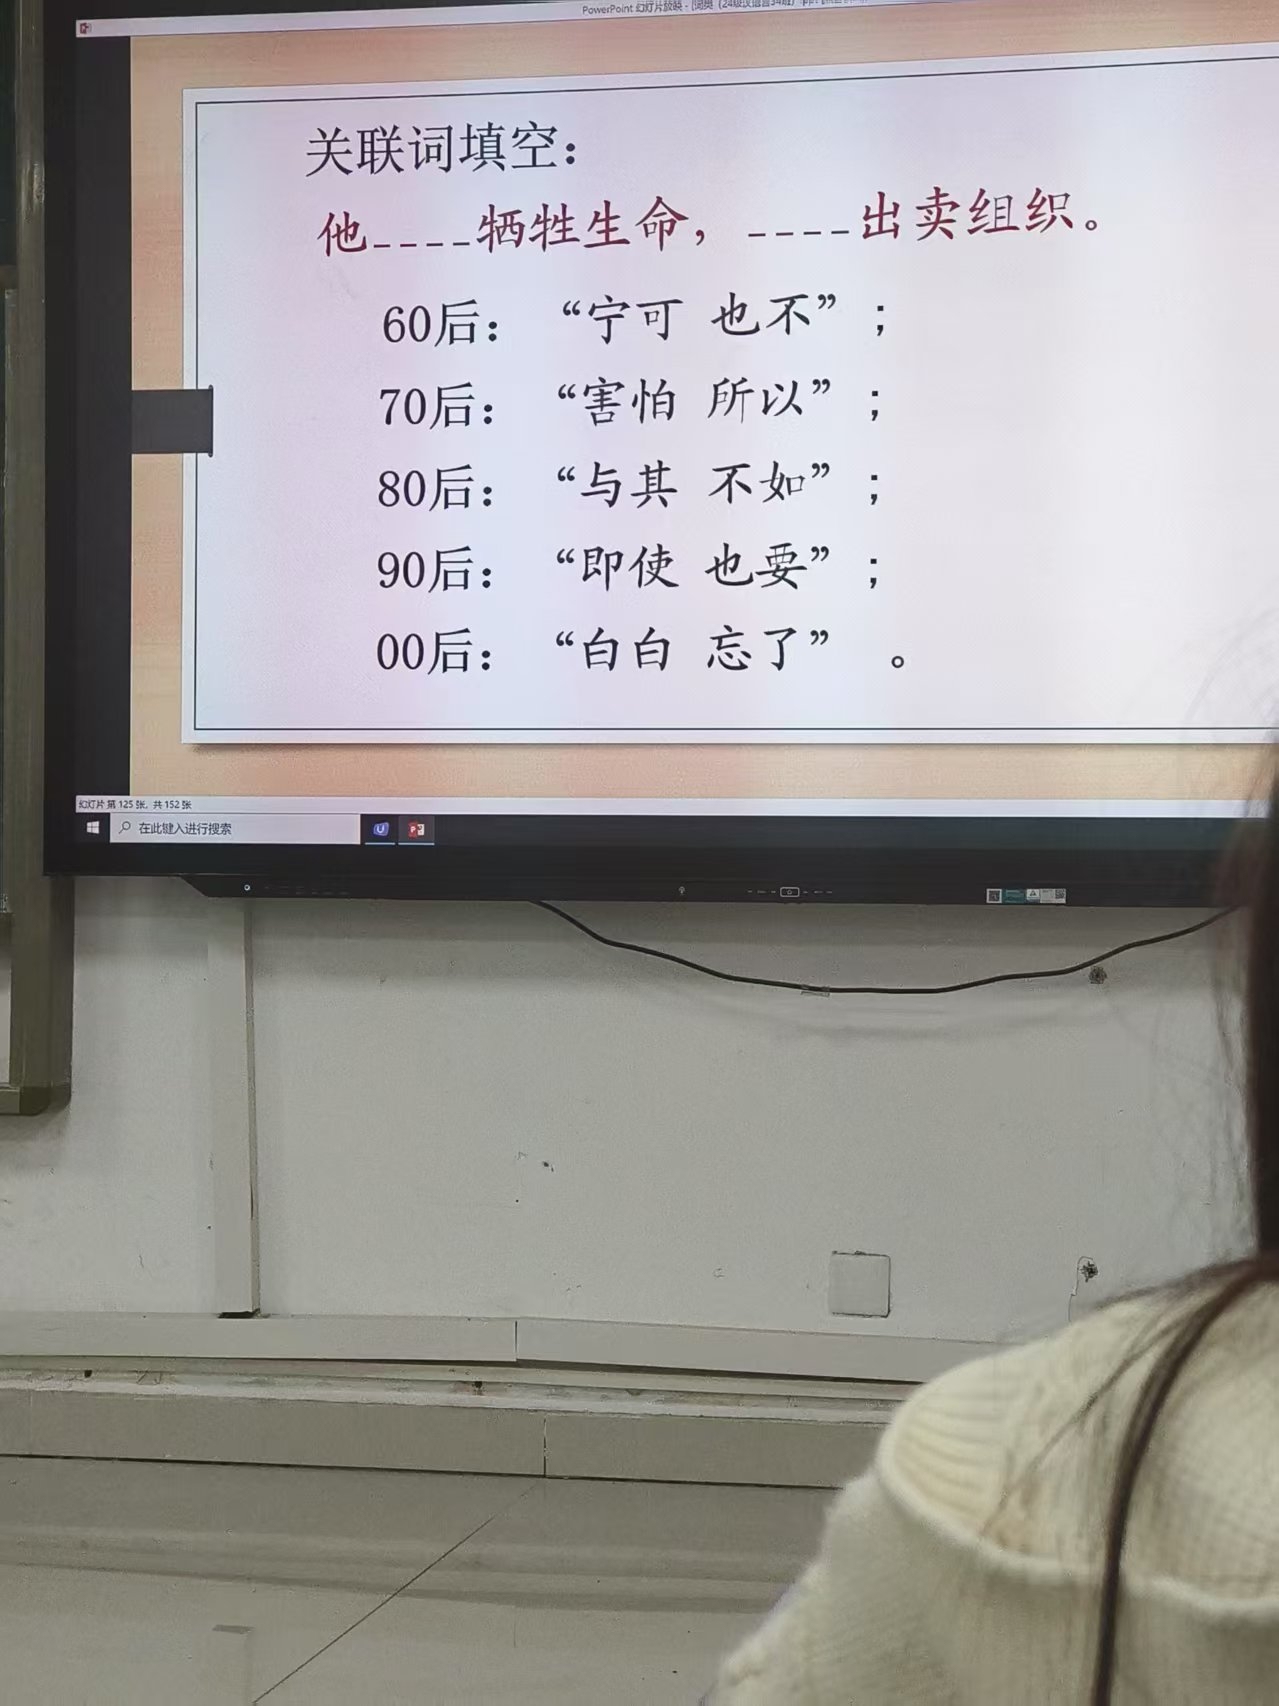 PowerPoint 幻灯片放映 -
关联词填空：
他____牺牲生命，____出卖组织。
60后：“宁可 也不”；
70后：“害怕 所以”；
80后：“与其 不如”；
90后：“即使 也要”；
00后：“白白 忘了” 。
幻灯片 第 125 张，共 152 张
在此键入进行搜索